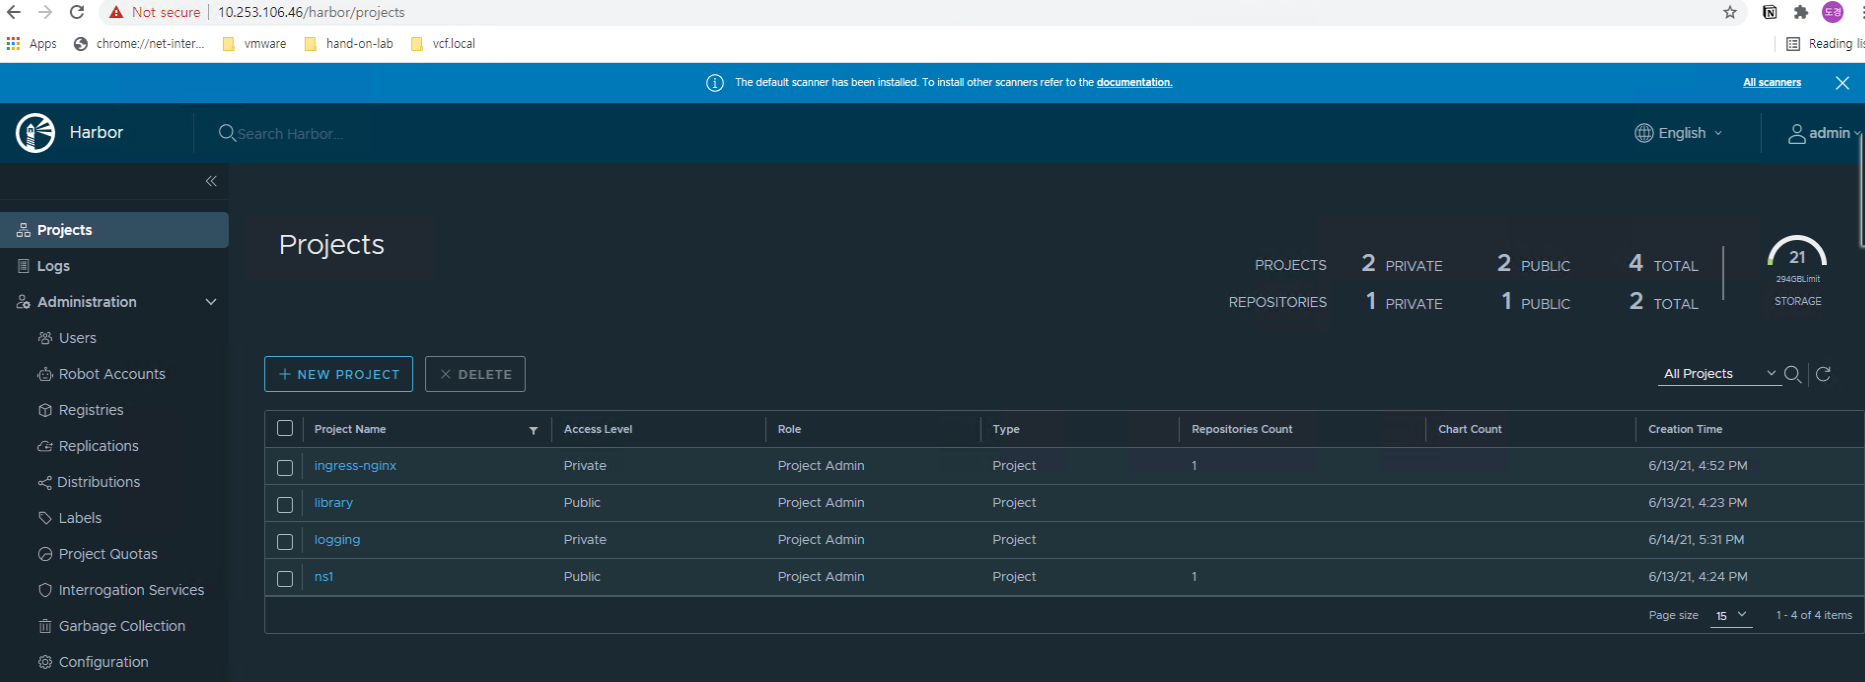 Not secure 10.253.106.46/harbor/projects 도경
Apps chrome://net-inter... vmware hand-on-lab vcf.local Reading lis
The default scanner has been installed. To install other scanners refer to the documentation. All scanners
Harbor Search Harbor... English admin
Projects
Logs
Administration
Users
Robot Accounts
Registries
Replications
Distributions
Labels
Project Quotas
Interrogation Services
Garbage Collection
Configuration
Projects
PROJECTS 2 PRIVATE 2 PUBLIC 4 TOTAL
REPOSITORIES 1 PRIVATE 1 PUBLIC 2 TOTAL
21
294GBLimit
STORAGE
+ NEW PROJECT × DELETE All Projects
Project Name Access Level Role Type Repositories Count Chart Count Creation Time
ingress-nginx Private Project Admin Project 1 6/13/21, 4:52 PM
library Public Project Admin Project 6/13/21, 4:23 PM
logging Private Project Admin Project 6/14/21, 5:31 PM
ns1 Public Project Admin Project 1 6/13/21, 4:24 PM
Page size 15 1 - 4 of 4 items